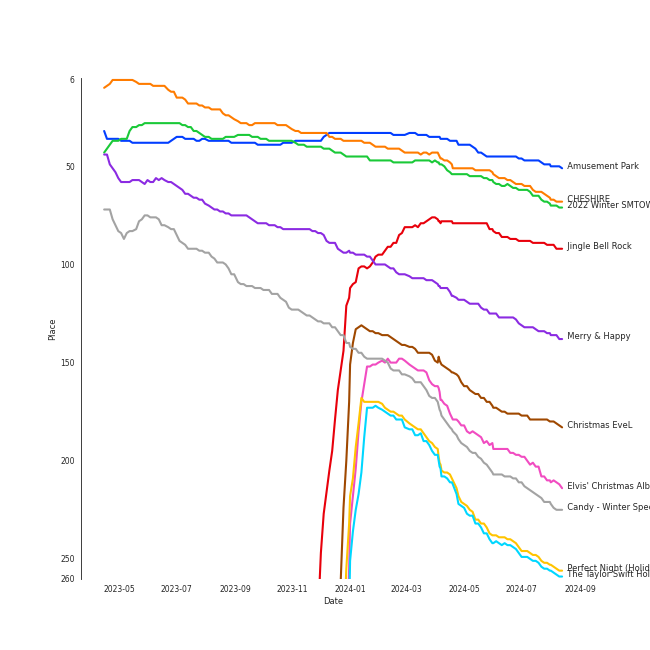 6
50
100
150
200
250
260
Place
2023-05 2023-07 2023-09 2023-11 2024-01 2024-03 2024-05 2024-07 2024-09
Date
Amusement Park
CHESHIRE
2022 Winter SMTOW
Jingle Bell Rock
Merry & Happy
Christmas EveL
Elvis' Christmas Alb
Candy - Winter Spec
Perfect Night (Holid
The Taylor Swift Hol